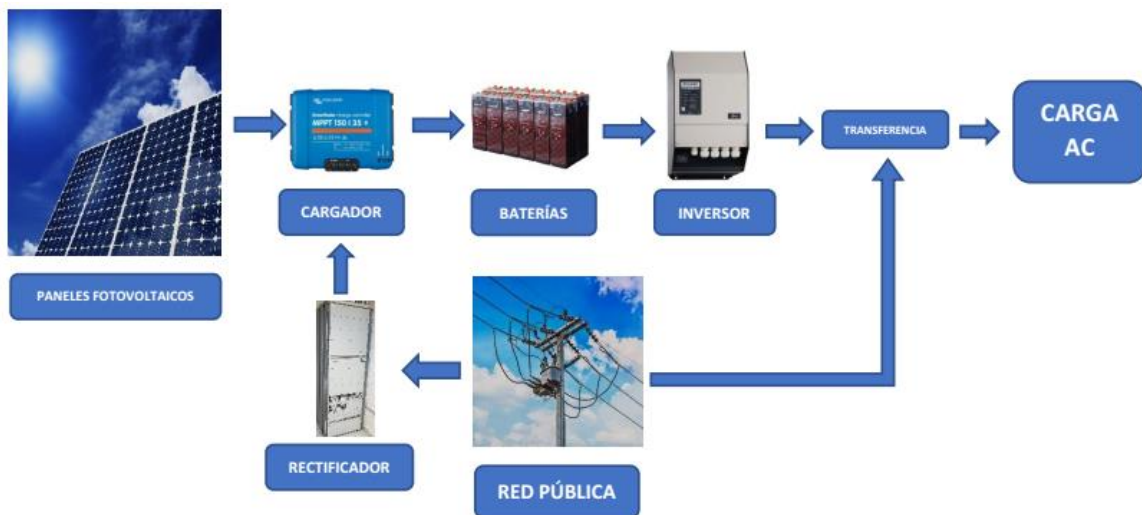 MPPT 150 | 35
CARGADOR
BATERÍAS
INVERSOR
TRANSFERENCIA
CARGA
AC
PANELES FOTOVOLTAICOS
RECTIFICADOR
RED PÚBLICA